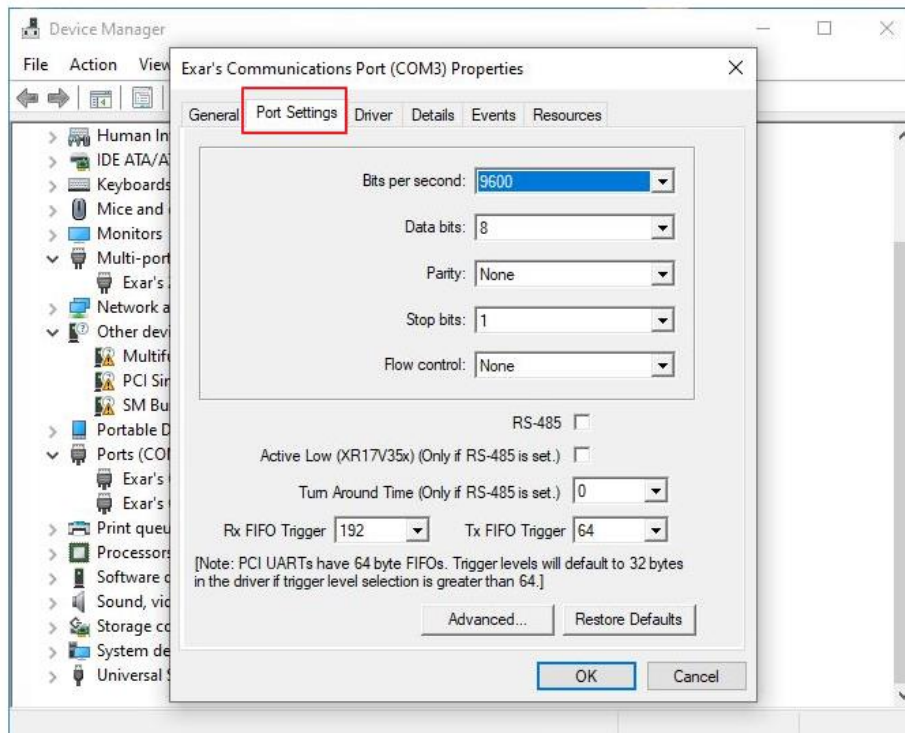 Device Manager
File Action View
Exar's Communications Port (COM3) Properties
General Port Settings Driver Details Events Resources
Human In
IDE ATA/A
Keyboards
Mice and
Monitors
Multi-port
Exar's
Network a
Other devi
Multifu
PCI Sim
SM Bu
Portable D
Ports (COM
Exar's
Exar's
Print queu
Processors
Software
Sound, vid
Storage co
System de
Universal S
Bits per second: 9600
Data bits: 8
Parity: None
Stop bits: 1
Flow control: None
RS-485
Active Low (XR17V35x) (Only if RS-485 is set.)
Turn Around Time (Only if RS-485 is set.) 0
Rx FIFO Trigger 192 Tx FIFO Trigger 64
[Note: PCI UARTs have 64 byte FIFOs. Trigger levels will default to 32 bytes
in the driver if trigger level selection is greater than 64.]
Advanced... Restore Defaults
OK Cancel